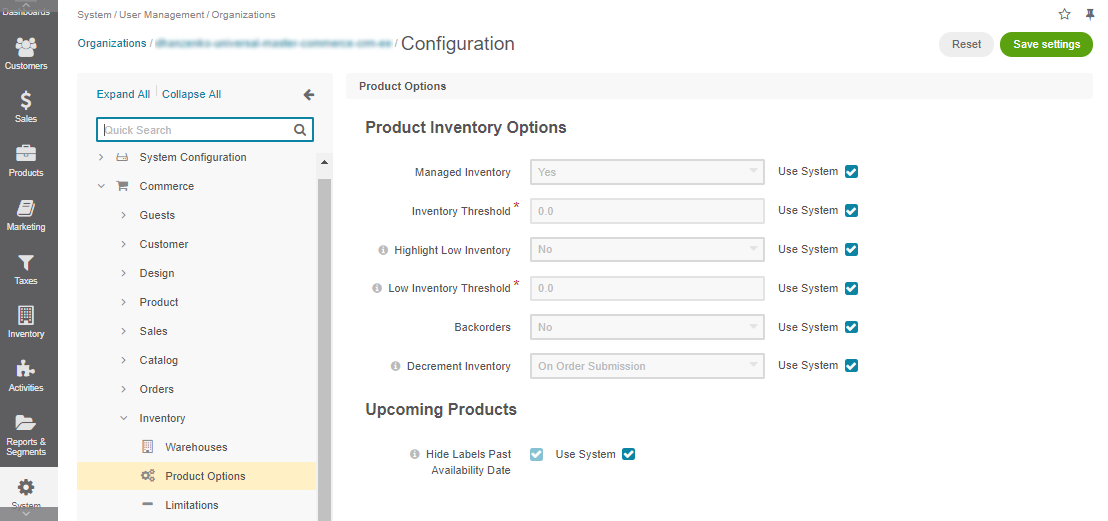 Dashboards
Customers
Sales
Products
Marketing
Taxes
Inventory
Activities
Reports &
Segments
System
System / User Management / Organizations
Organizations /
/ Configuration
Reset
Save settings
Expand All
Collapse All
Quick Search
System Configuration
Commerce
Guests
Customer
Design
Product
Sales
Catalog
Orders
Inventory
Warehouses
Product Options
Limitations
Product Options
Product Inventory Options
Managed Inventory Yes Use System
Inventory Threshold * 0.0 Use System
Highlight Low Inventory No Use System
Low Inventory Threshold * 0.0 Use System
Backorders No Use System
Decrement Inventory On Order Submission Use System
Upcoming Products
Hide Labels Past
Availability Date
Use System